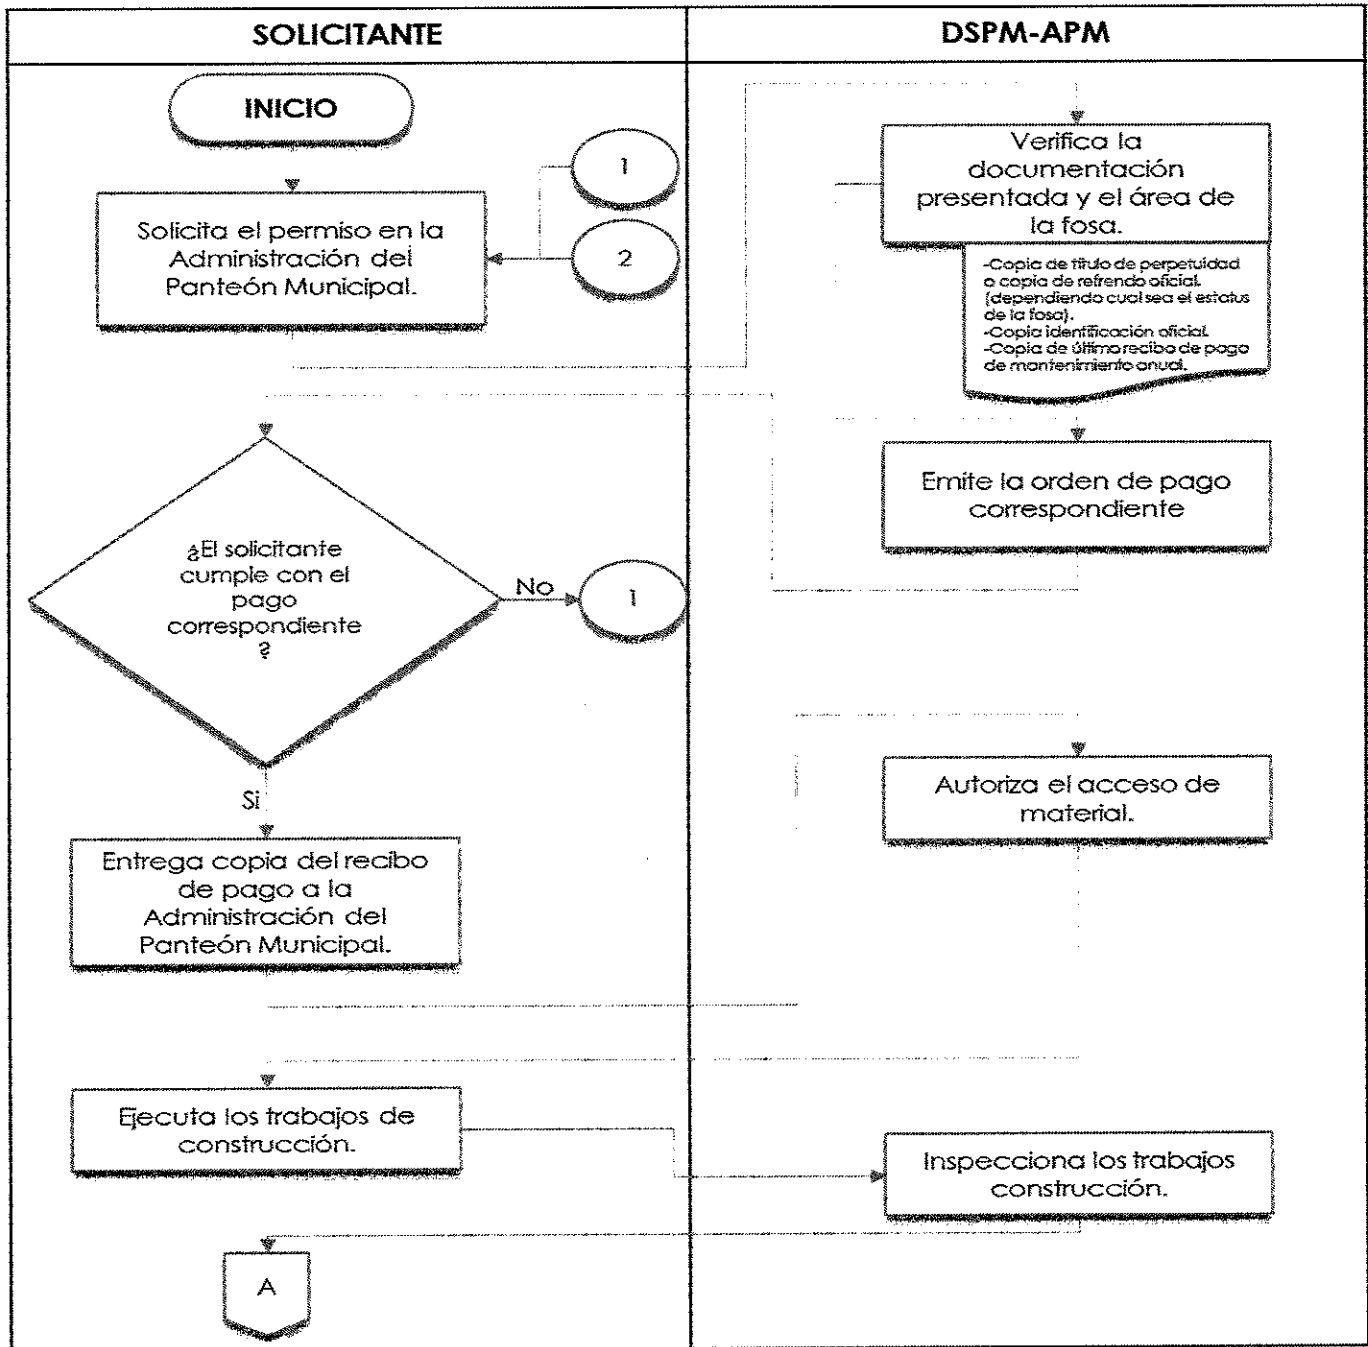 SOLICITANTE
DSPM-APM
INICIO
1
2
Solicita el permiso en la
Administración del
Panteón Municipal.
Verifica la
documentación
presentada y el área de
la fosa.
-Copia de título de perpetuidad
o copia de refrendo oficial.
(dependiendo cual sea el estatus
de la fosa).
-Copia identificación oficial.
-Copia de último recibo de pago
de mantenimiento anual.
Emite la orden de pago
correspondiente
¿El solicitante
cumple con el
pago
correspondiente
?
No
1
Si
Entrega copia del recibo
de pago a la
Administración del
Panteón Municipal.
Autoriza el acceso de
material.
Ejecuta los trabajos de
construcción.
Inspecciona los trabajos
construcción.
A